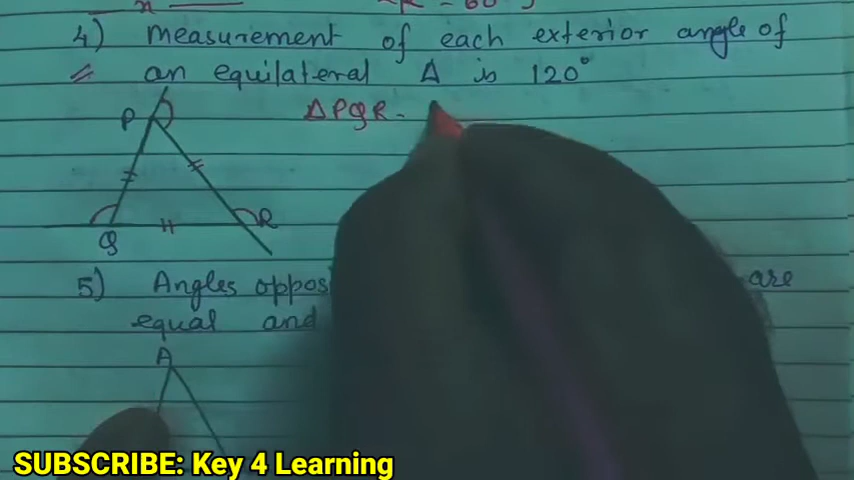 4) measurement of each exterior angle of
an equilateral Δ is 120°
P
ΔPQR-
Q
R
5) Angles oppos
are
equal and
A
SUBSCRIBE: Key 4 Learning